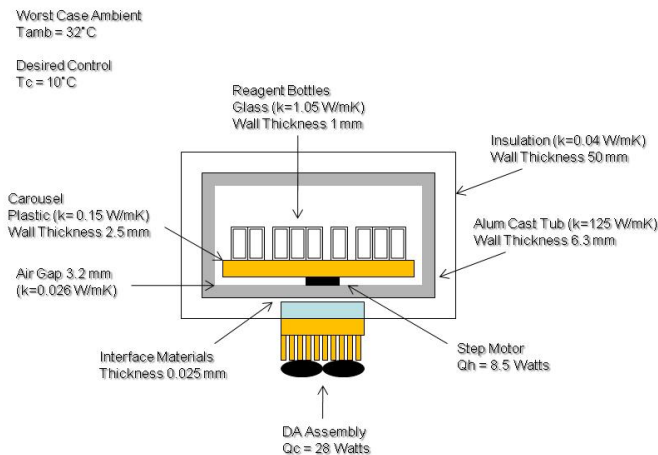 Worst Case Ambient
Tamb = 32°C
Desired Control
Tc = 10°C
Reagent Bottles
Glass (k=1.05 W/mK)
Wall Thickness 1 mm
Insulation (k=0.04 W/mK)
Wall Thickness 50 mm
Carousel
Plastic (k= 0.15 W/mK)
Wall Thickness 2.5 mm
Alum Cast Tub (k=125 W/mK)
Wall Thickness 6.3 mm
Air Gap 3.2 mm
(k=0.026 W/mK)
Interface Materials
Thickness 0.025 mm
Step Motor
Qh = 8.5 Watts
DA Assembly
Qc = 28 Watts